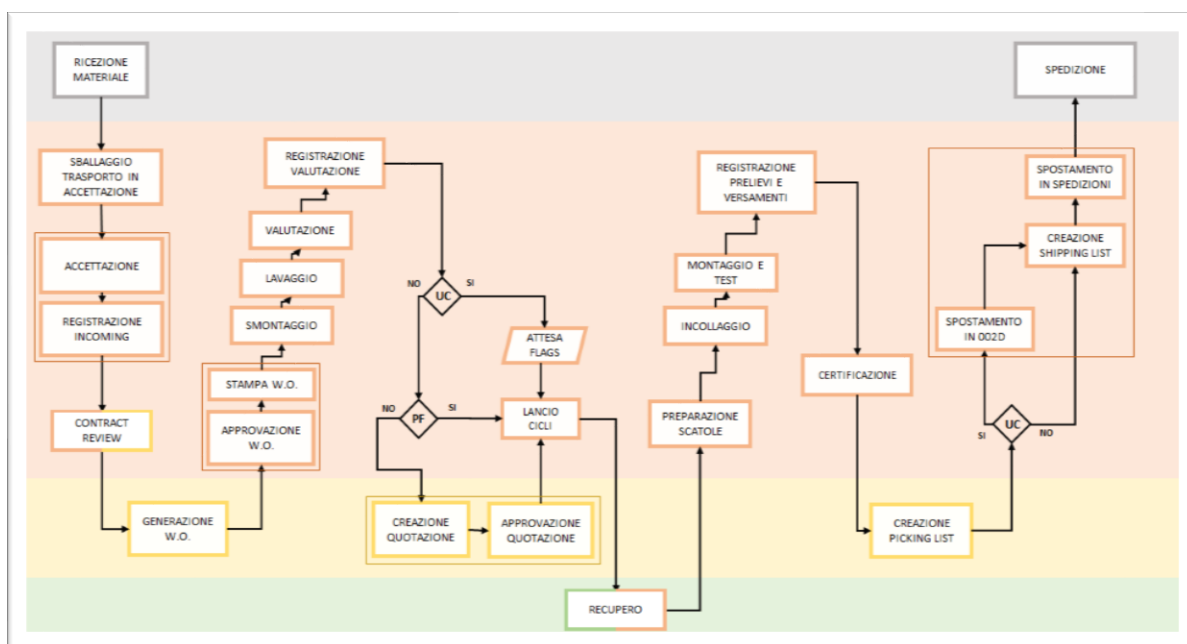 RICEZIONE
MATERIALE
SBALLAGGIO
TRASPORTO IN
ACCETTAZIONE
ACCETTAZIONE
REGISTRAZIONE
INCOMING
CONTRACT
REVIEW
GENERAZIONE
W.O.
APPROVAZIONE
W.O.
STAMPA W.O.
SMONTAGGIO
LAVAGGIO
VALUTAZIONE
REGISTRAZIONE
VALUTAZIONE
NO
UC
SI
ATTESA
FLAGS
NO
PF
SI
LANCIO
CICLI
CREAZIONE
QUOTAZIONE
APPROVAZIONE
QUOTAZIONE
RECUPERO
PREPARAZIONE
SCATOLE
INCOLLAGGIO
MONTAGGIO E
TEST
REGISTRAZIONE
PRELIEVI E
VERSAMENTI
CERTIFICAZIONE
CREAZIONE
PICKING LIST
SI
UC
NO
SPOSTAMENTO
IN 002D
CREAZIONE
SHIPPING LIST
SPOSTAMENTO
IN SPEDIZIONI
SPEDIZIONE